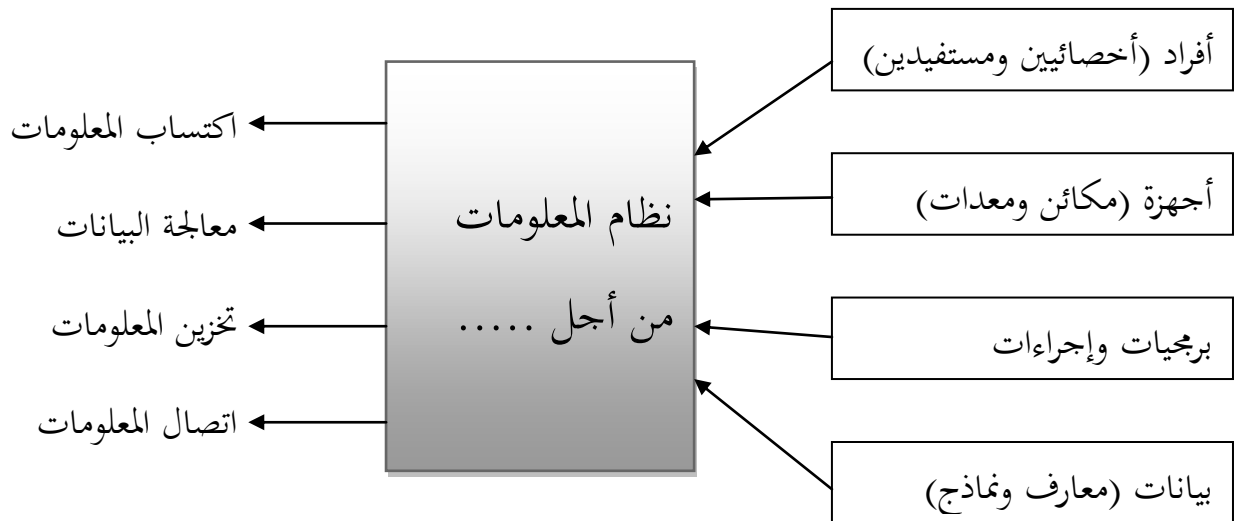 أفراد (أخصائيين ومستفيدين)
أجهزة (مكائن ومعدات)
برمجيات وإجراءات
بيانات (معارف ونماذج)
نظام المعلومات
من أجل .....
اكتساب المعلومات
معالجة البيانات
تخزين المعلومات
اتصال المعلومات